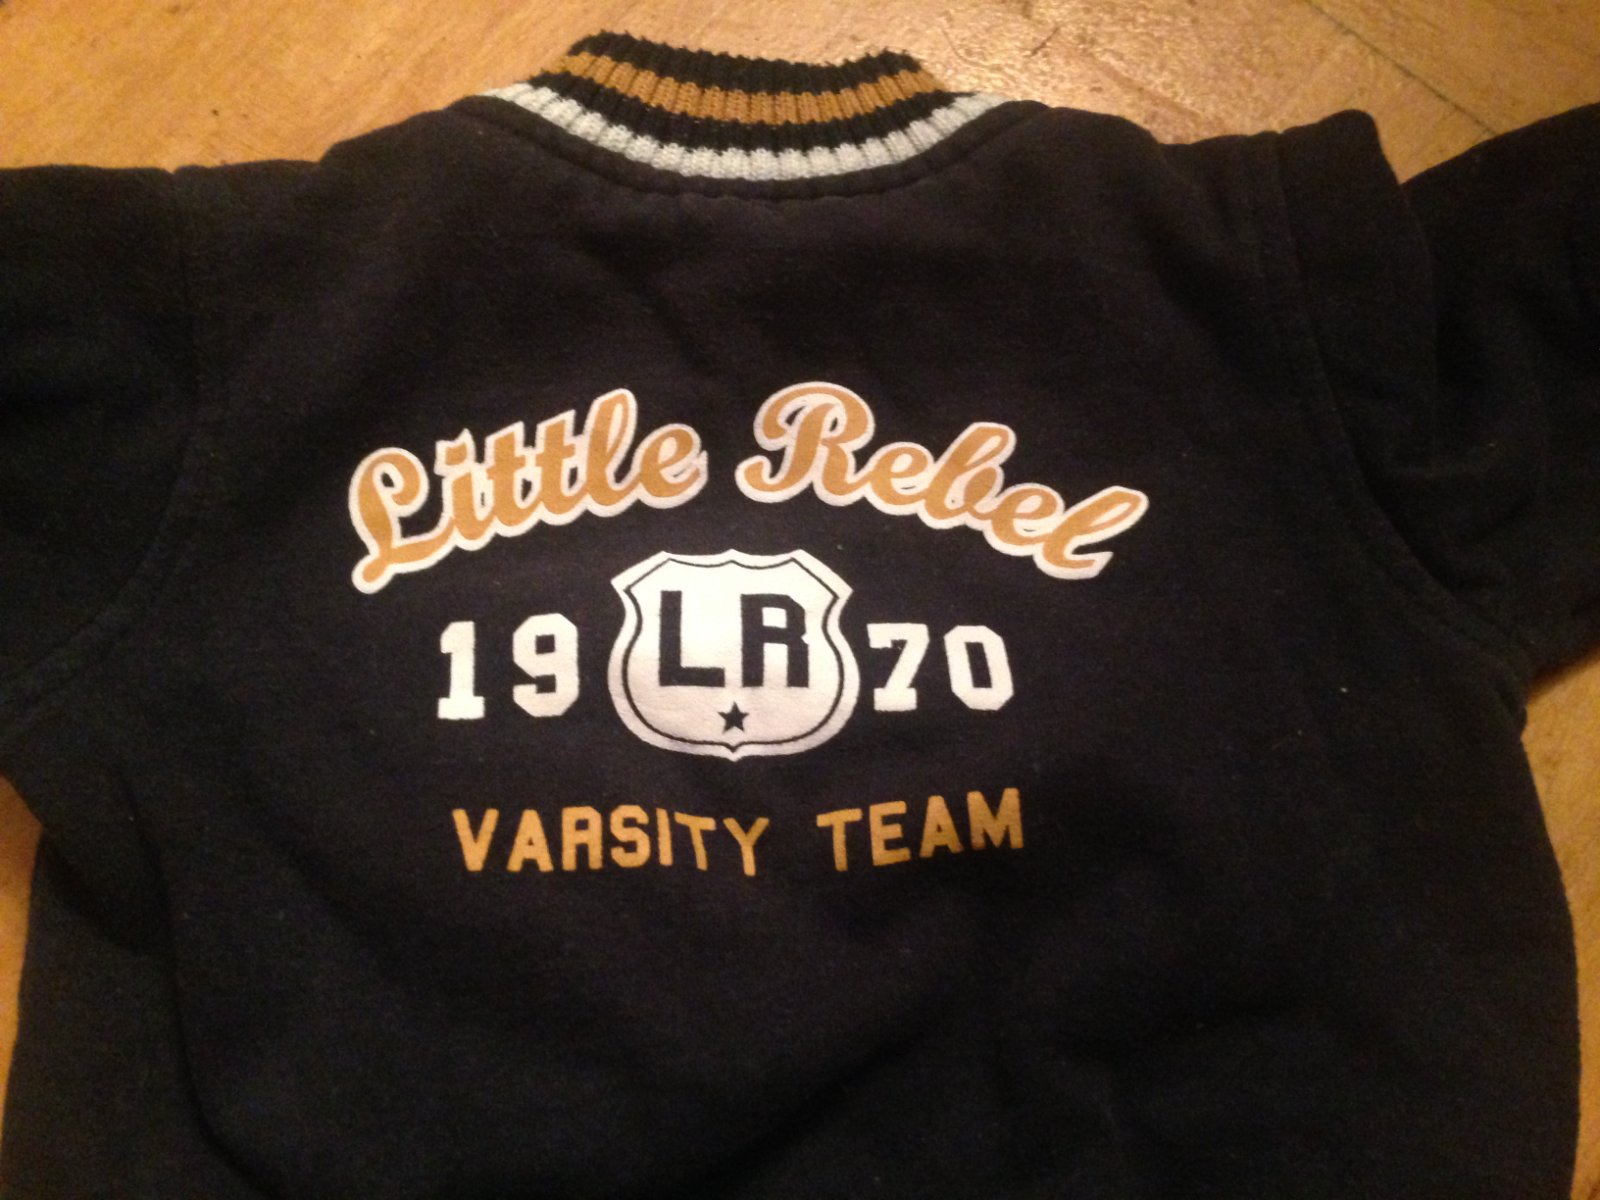 Little Rebel
19 LR 70
VARSITY TEAM